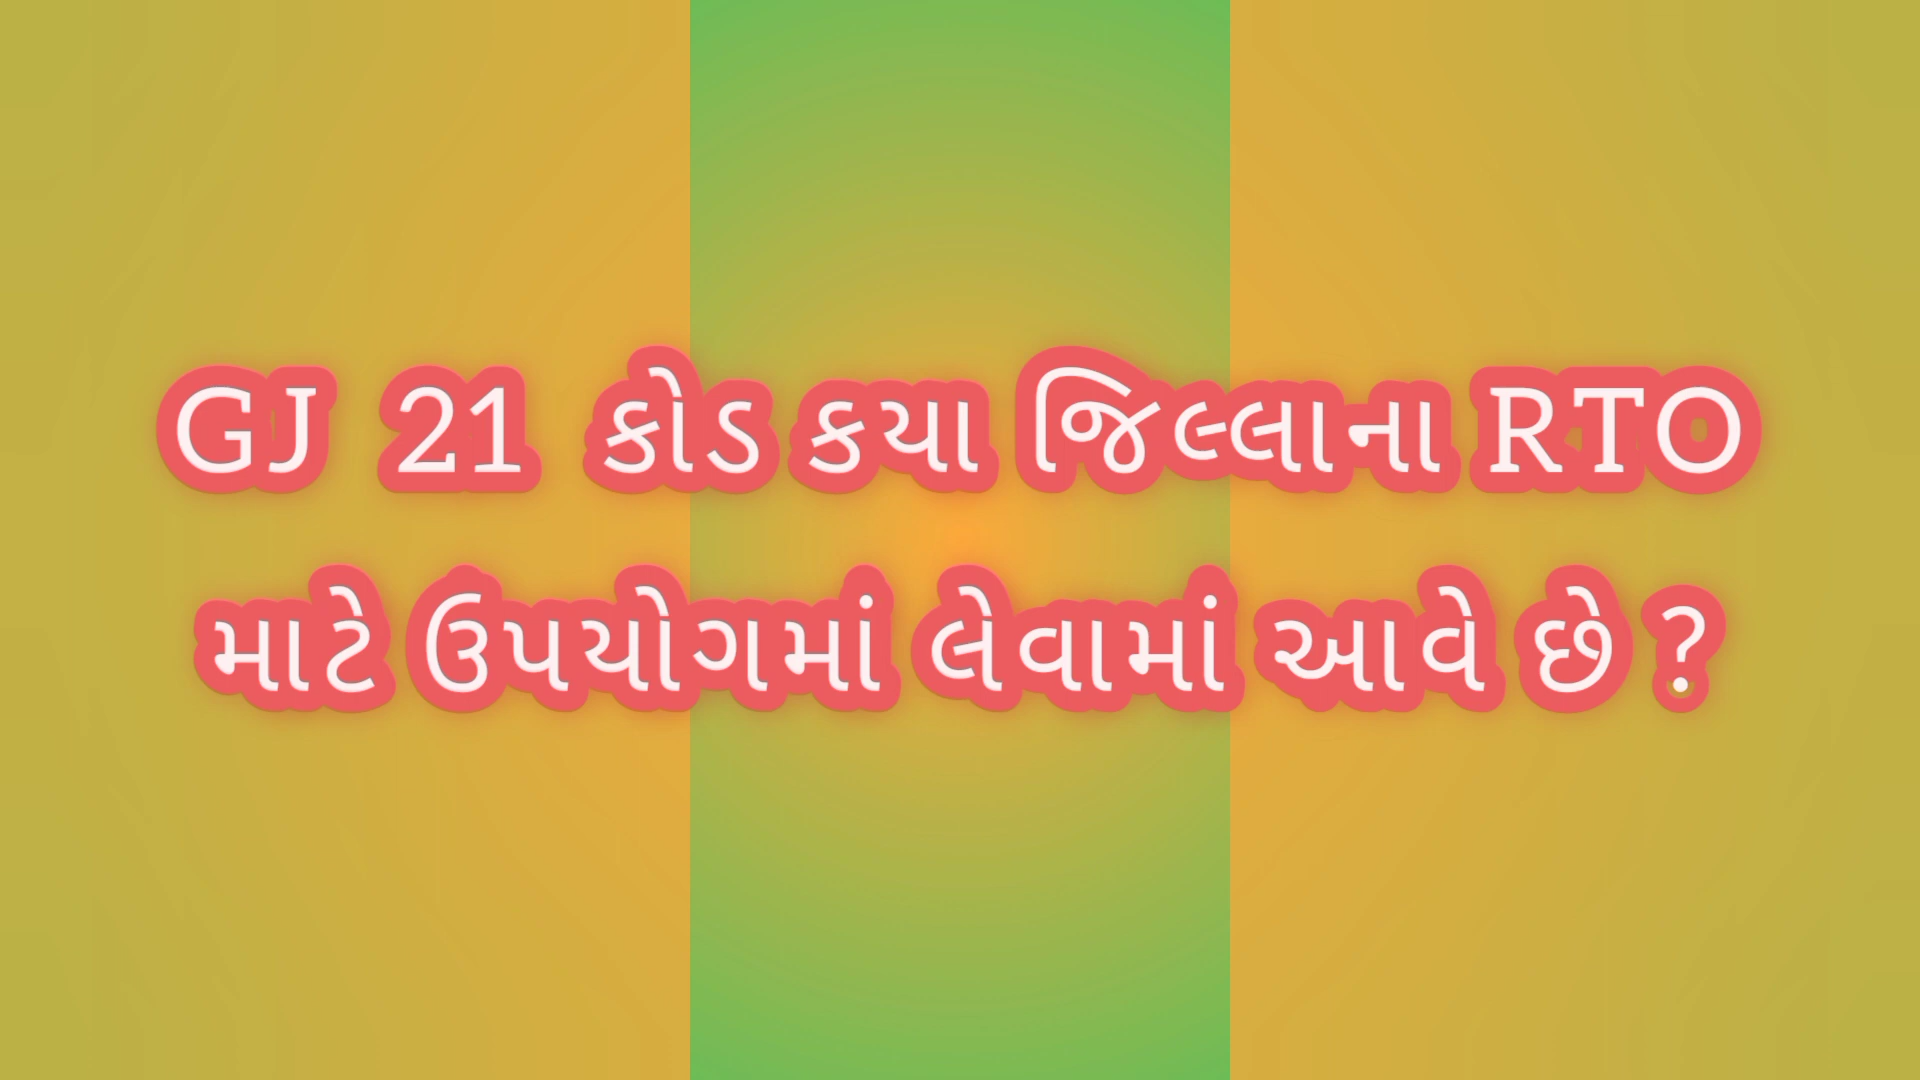 GJ 21 કોડ કયા જિલ્લાના RTO
માટે ઉપયોગમાં લેવામાં આવે છે ?